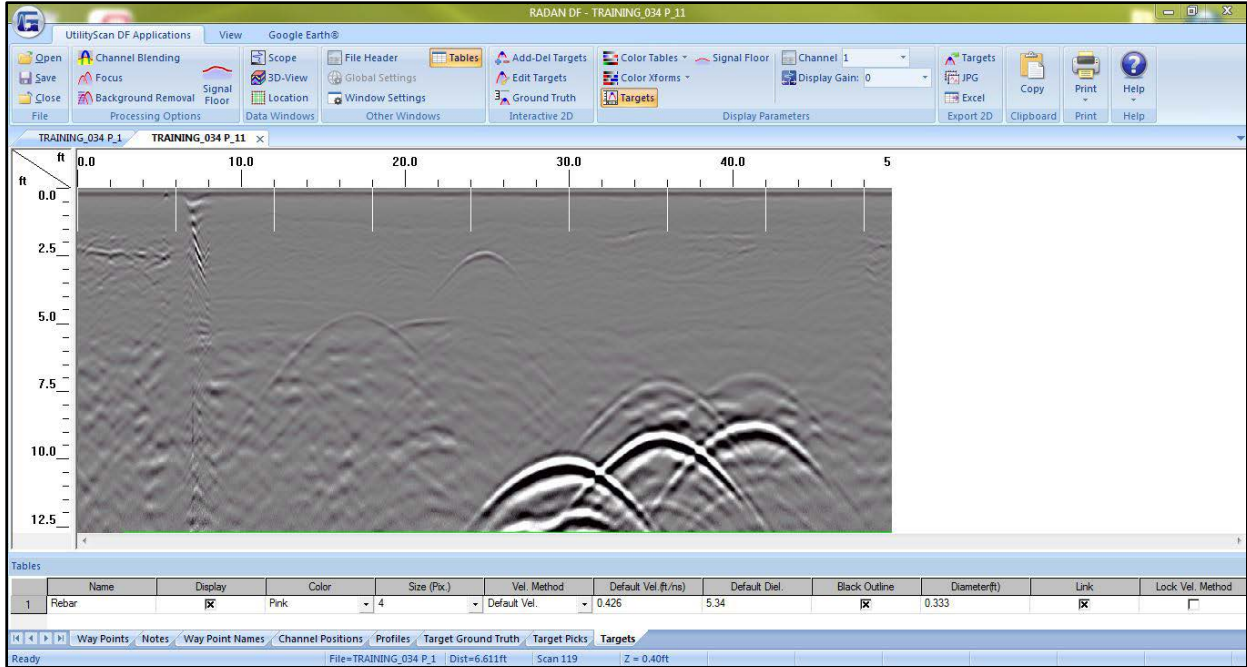 RADAN DF - TRAINING_034 P_11
UtilityScan DF Applications View Google Earth®
Open Channel Blending Scope File Header Tables Add-Del Targets Color Tables Signal Floor Channel 1 Targets
Save Focus Signal Floor 3D-View Global Settings Edit Targets Color Xforms Display Gain: 0 JPG Copy Print Help
Close Background Removal Location Window Settings Ground Truth Targets Excel
File Processing Options Data Windows Other Windows Interactive 2D Display Parameters Export 2D Clipboard Print Help
TRAINING_034 P_1 TRAINING_034 P_11
ft 0.0 10.0 20.0 30.0 40.0 5
ft
0.0
2.5
5.0
7.5
10.0
12.5
Tables
Name Display Color Size (Pix.) Vel. Method Default Vel.(ft/ns) Default Diel. Black Outline Diameter(ft) Link Lock Vel. Method
1 Rebar Pink 4 Default Vel. 0.426 5.34 0.333
Way Points Notes Way Point Names Channel Positions Profiles Target Ground Truth Target Picks Targets
Ready File=TRAINING_034 P_1 Dist=6.611ft Scan 119 Z = 0.40ft